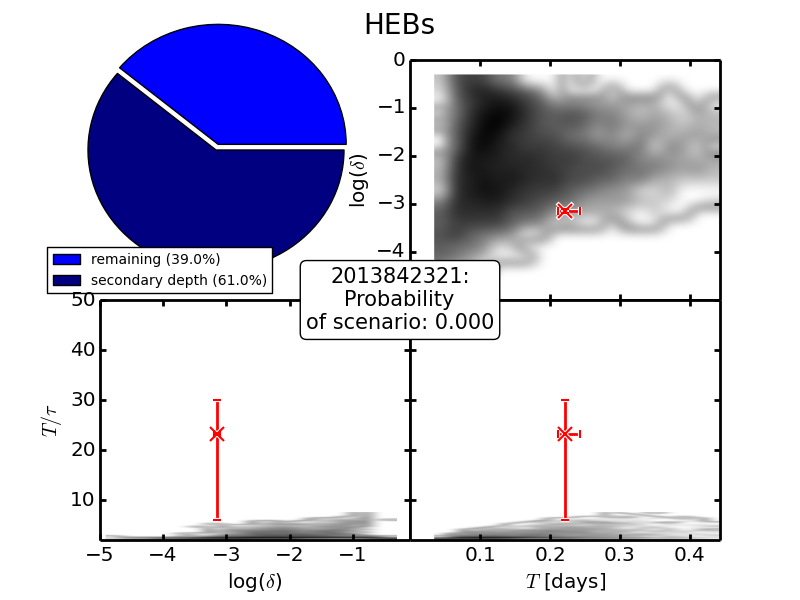 HEBs
remaining (39.0%)
secondary depth (61.0%)
0
−1
−2
−3
−4
log(δ)
2013842321:
Probability
of scenario: 0.000
50
40
30
20
10
T/τ
−5 −4 −3 −2 −1
log(δ)
0.1 0.2 0.3 0.4
T [days]